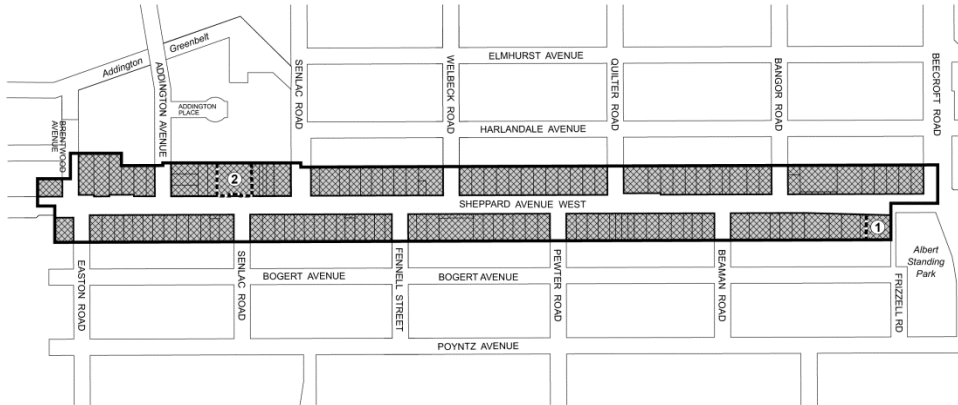 Addington Greenbelt
ADDINGTON AVENUE
ADDINGTON
PLACE
BRENTWOOD
AVENUE
SENLAC ROAD
ELMHURST AVENUE
WELBECK ROAD
QUILTER ROAD
BANGOR ROAD
BEECROFT ROAD
HARLANDALE AVENUE
2
SHEPPARD AVENUE WEST
1
Albert
Standing
Park
EASTON ROAD
SENLAC ROAD
BOGERT AVENUE
FENNELL STREET
BOGERT AVENUE
PEWTER ROAD
BEAMAN ROAD
FRIZZELL RD
POYNTZ AVENUE